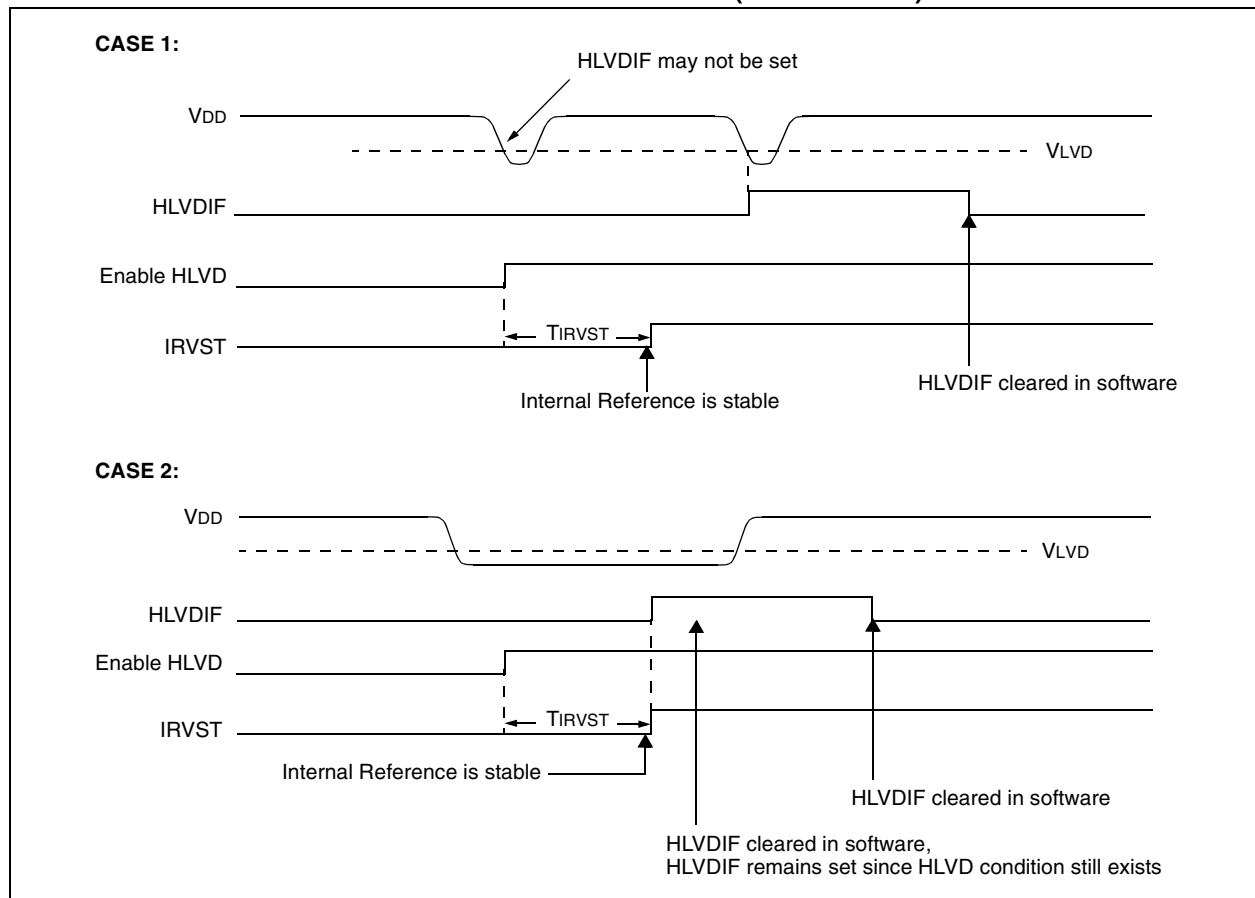 CASE 1:
HLVDIF may not be set
VDD
VLVD
HLVDIF
Enable HLVD
TIRVST
IRVST
HLVDIF cleared in software
Internal Reference is stable
CASE 2:
VDD
VLVD
HLVDIF
Enable HLVD
TIRVST
IRVST
Internal Reference is stable
HLVDIF cleared in software
HLVDIF cleared in software,
HLVDIF remains set since HLVD condition still exists